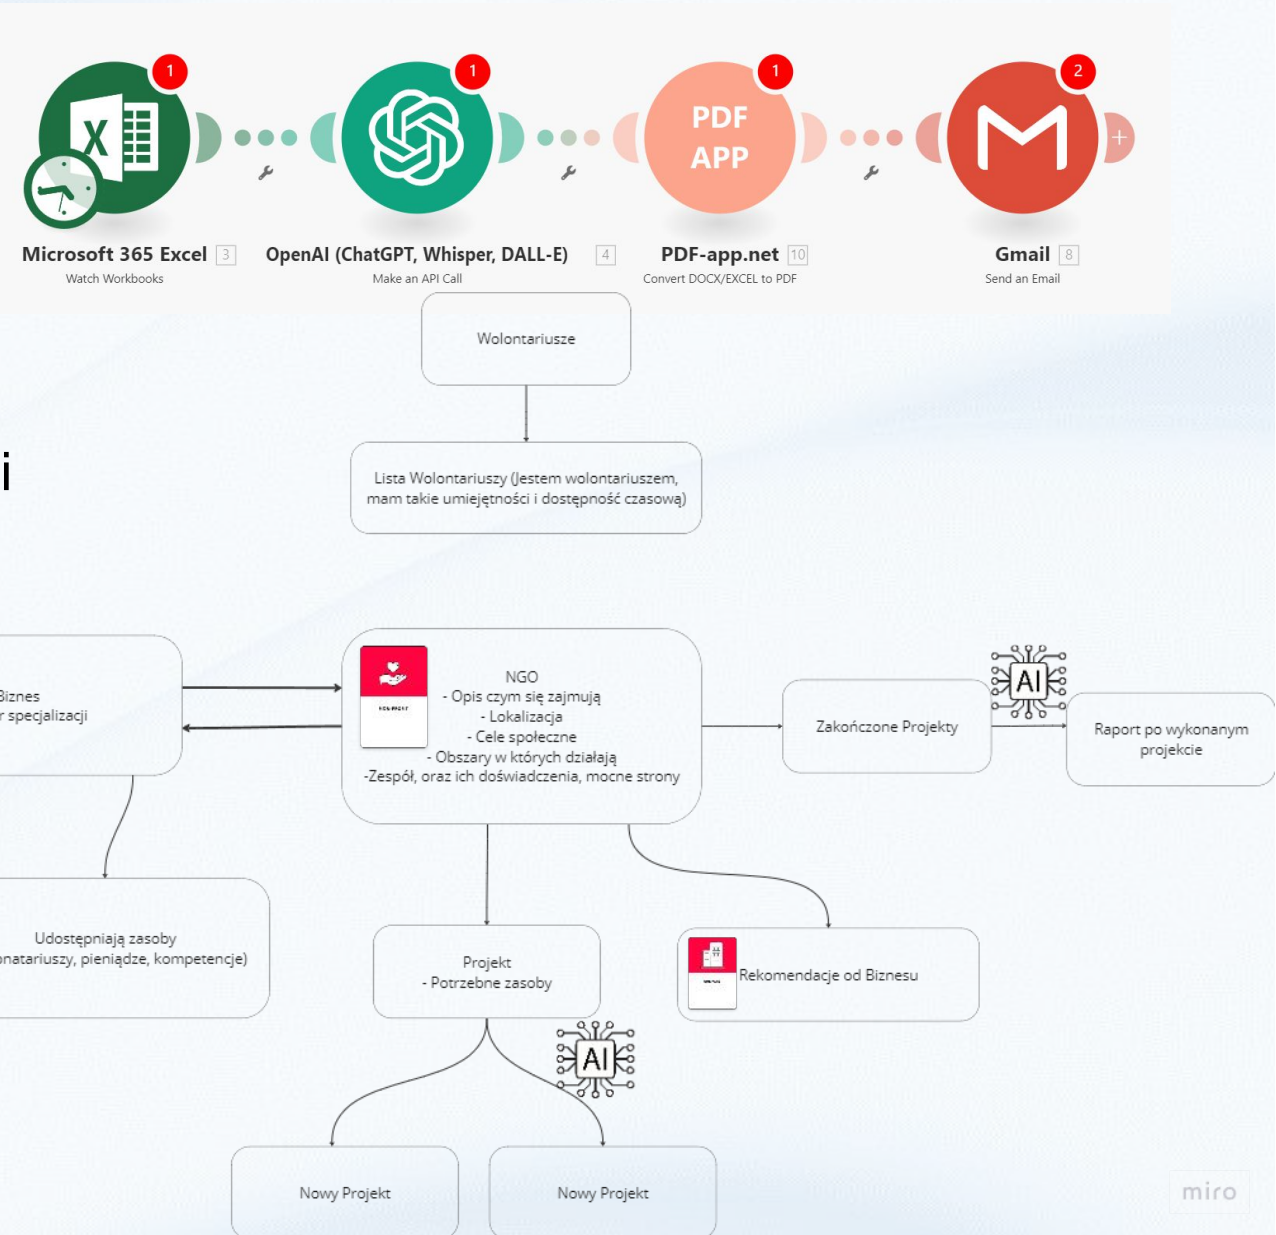 1
1
1
2
X
PDF
APP
Microsoft 365 Excel 3
Watch Workbooks
OpenAI (ChatGPT, Whisper, DALL-E) 4
Make an API Call
PDF-app.net 10
Convert DOCX/EXCEL to PDF
Gmail 8
Send an Email
Wolontariusze
Lista Wolontariuszy (Jestem wolontariuszem,
mam takie umiejętności i dostępność czasową)
i
Biznes
r specjalizacji
NGO
- Opis czym się zajmują
- Lokalizacja
- Cele społeczne
- Obszary w których działają
-Zespół, oraz ich doświadczenia, mocne strony
Zakończone Projekty
AI
Raport po wykonanym
projekcie
Udostępniają zasoby
onatariuszy, pieniądze, kompetencje)
Projekt
- Potrzebne zasoby
Rekomendacje od Biznesu
AI
Nowy Projekt
Nowy Projekt
miro